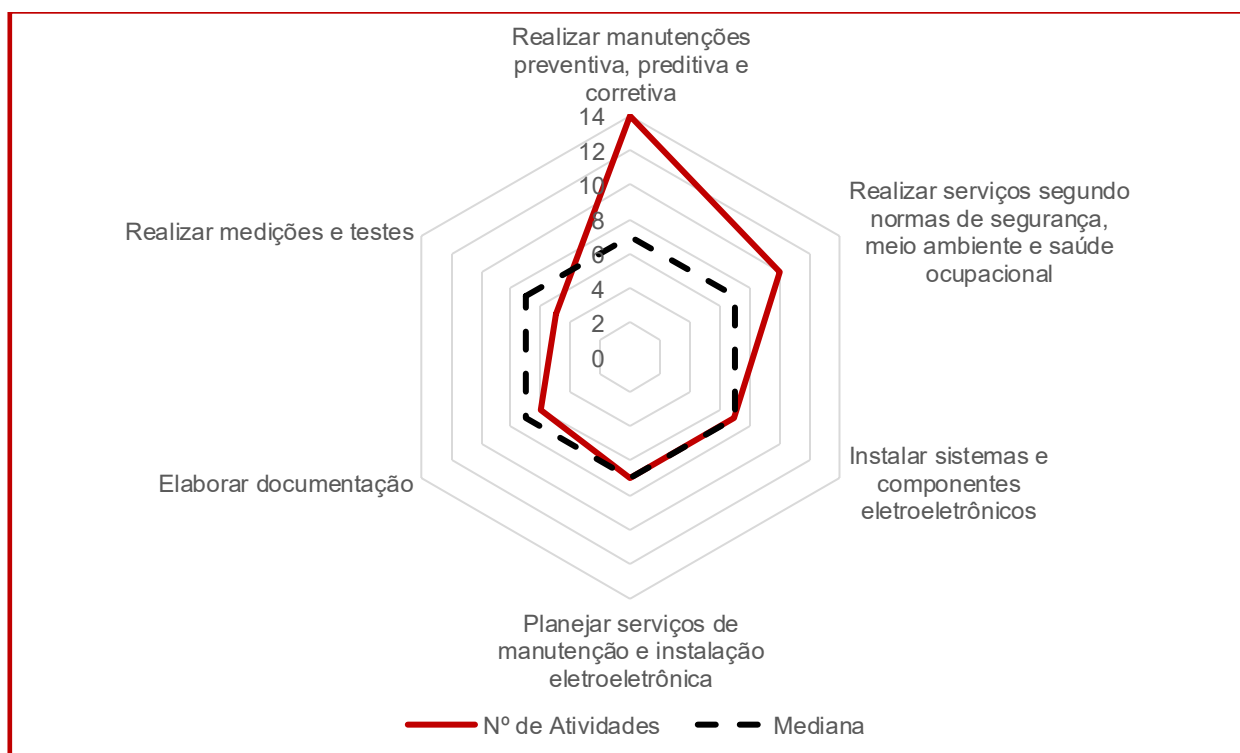 Realizar manutenções
preventiva, preditiva e
corretiva
14
12
10
8
6
4
2
0
Realizar serviços segundo
normas de segurança,
meio ambiente e saúde
ocupacional
Realizar medições e testes
Instalar sistemas e
componentes
eletroeletrônicos
Elaborar documentação
Planejar serviços de
manutenção e instalação
eletroeletrônica
Nº de Atividades
Mediana